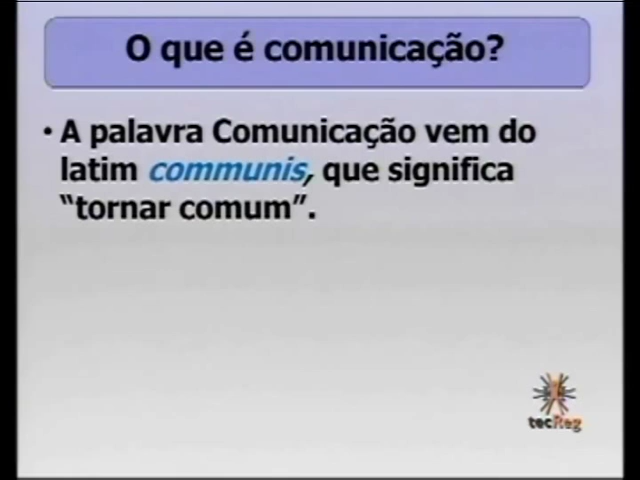 O que é comunicação?
• A palavra Comunicação vem do
latim communis, que significa
“tornar comum”.
tecReg